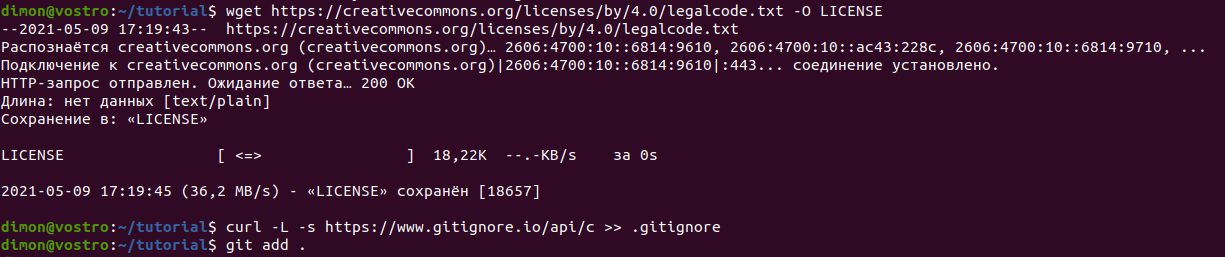 dimon@vostro:~/tutorial$ wget https://creativecommons.org/licenses/by/4.0/legalcode.txt -O LICENSE
--2021-05-09 17:19:43--  https://creativecommons.org/licenses/by/4.0/legalcode.txt
Распознаётся creativecommons.org (creativecommons.org)… 2606:4700:10::6814:9610, 2606:4700:10::ac43:228c, 2606:4700:10::6814:9710, ...
Подключение к creativecommons.org (creativecommons.org)|2606:4700:10::6814:9610|:443... соединение установлено.
HTTP-запрос отправлен. Ожидание ответа… 200 OK
Длина: нет данных [text/plain]
Сохранение в: «LICENSE»
LICENSE                 [ <=>                ]  18,22K  --.-KB/s    за 0s
2021-05-09 17:19:45 (36,2 MB/s) - «LICENSE» сохранён [18657]
dimon@vostro:~/tutorial$ curl -L -s https://www.gitignore.io/api/c >> .gitignore
dimon@vostro:~/tutorial$ git add .